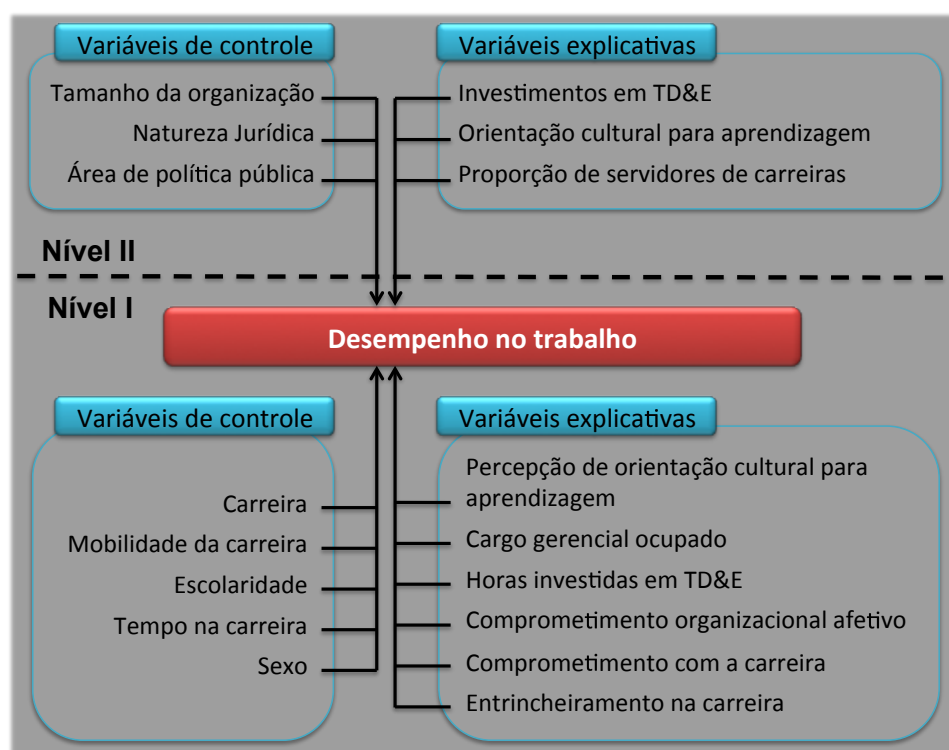 Variáveis de controle
Tamanho da organização
Natureza Jurídica
Área de política pública
Variáveis explicativas
Investimentos em TD&E
Orientação cultural para aprendizagem
Proporção de servidores de carreiras
Nível II
Nível I
Desempenho no trabalho
Variáveis de controle
Carreira
Mobilidade da carreira
Escolaridade
Tempo na carreira
Sexo
Variáveis explicativas
Percepção de orientação cultural para
aprendizagem
Cargo gerencial ocupado
Horas investidas em TD&E
Comprometimento organizacional afetivo
Comprometimento com a carreira
Entrincheiramento na carreira